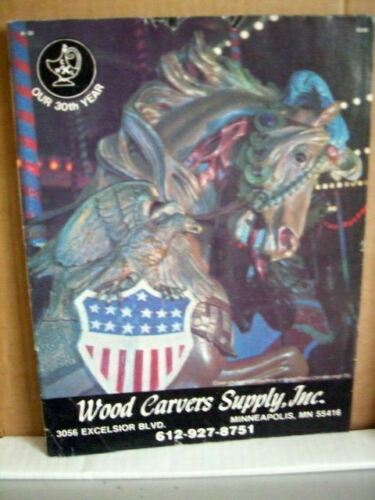 OUR 30th YEAR
Wood Carvers Supply, Inc.
3056 EXCELSIOR BLVD.
MINNEAPOLIS, MN 55416
612-927-8751